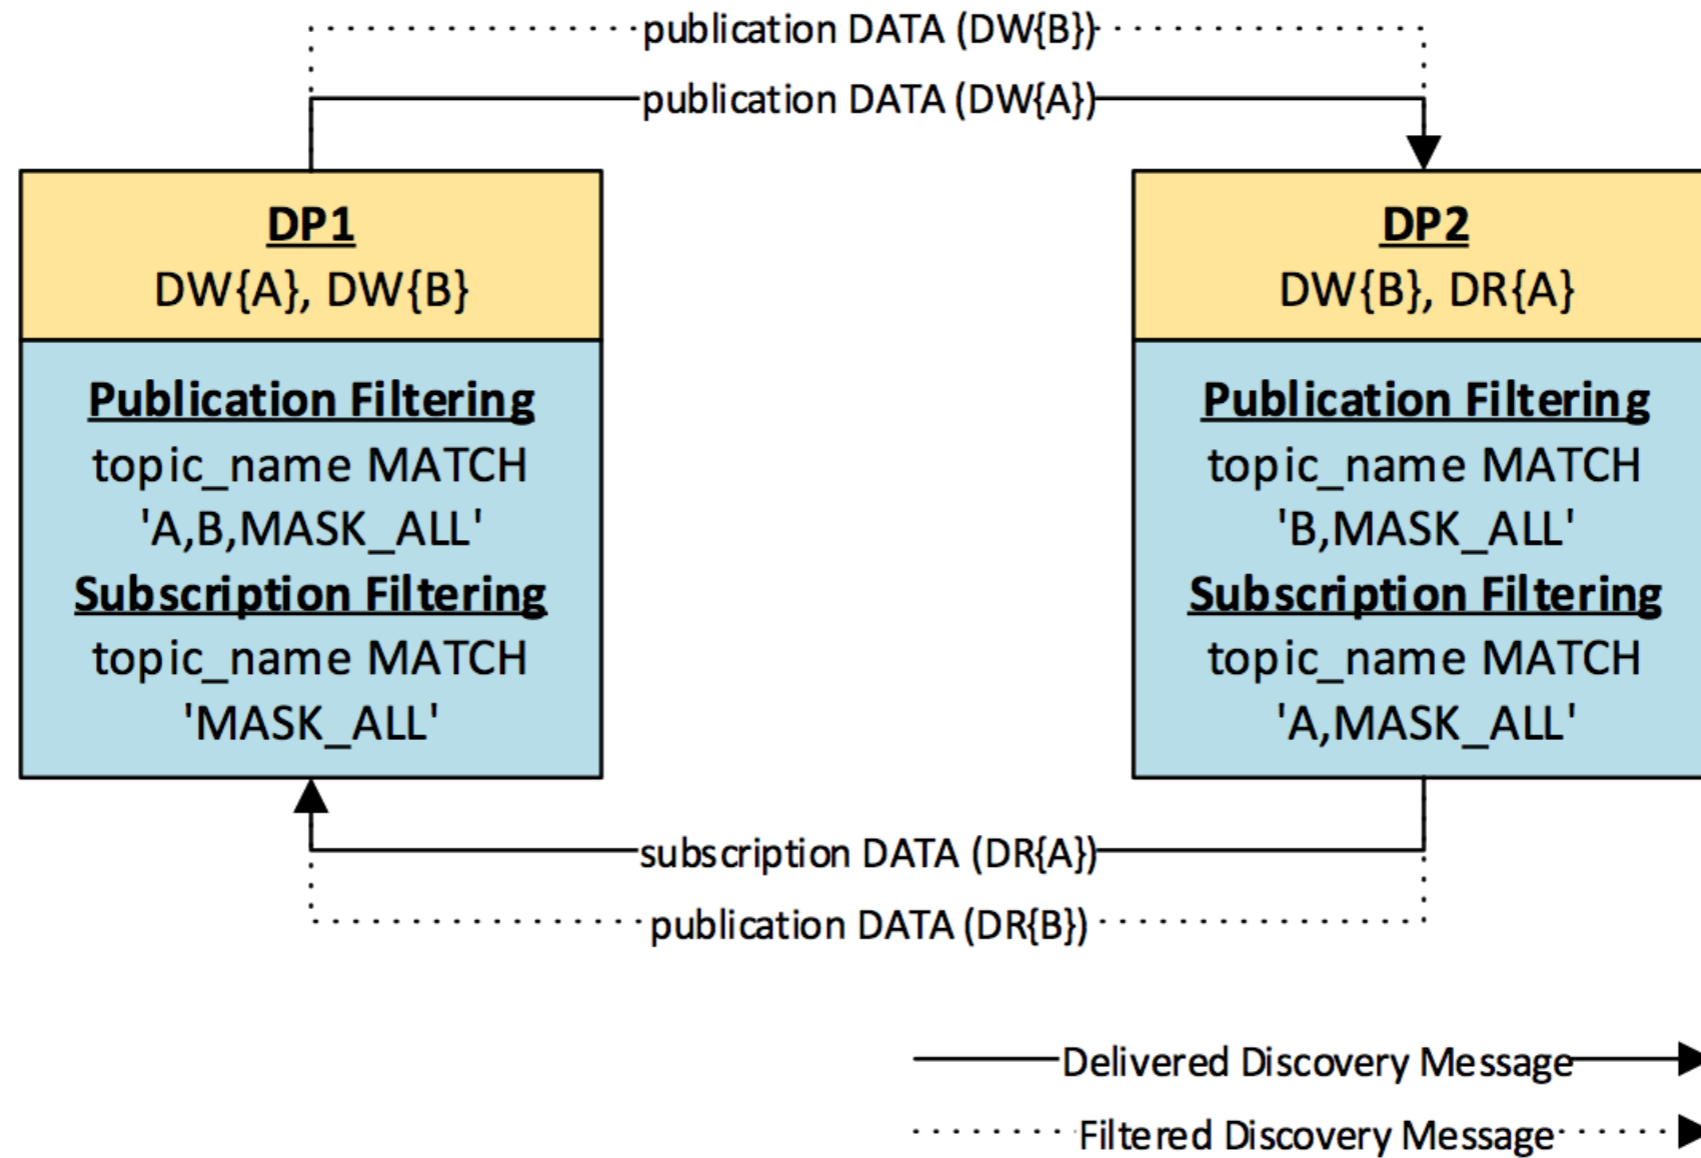 publication DATA (DW{B})
publication DATA (DW{A})
DP1
DW{A}, DW{B}
Publication Filtering
topic_name MATCH
'A,B,MASK_ALL'
Subscription Filtering
topic_name MATCH
'MASK_ALL'
DP2
DW{B}, DR{A}
Publication Filtering
topic_name MATCH
'B,MASK_ALL'
Subscription Filtering
topic_name MATCH
'A,MASK_ALL'
subscription DATA (DR{A})
publication DATA (DR{B})
Delivered Discovery Message
Filtered Discovery Message